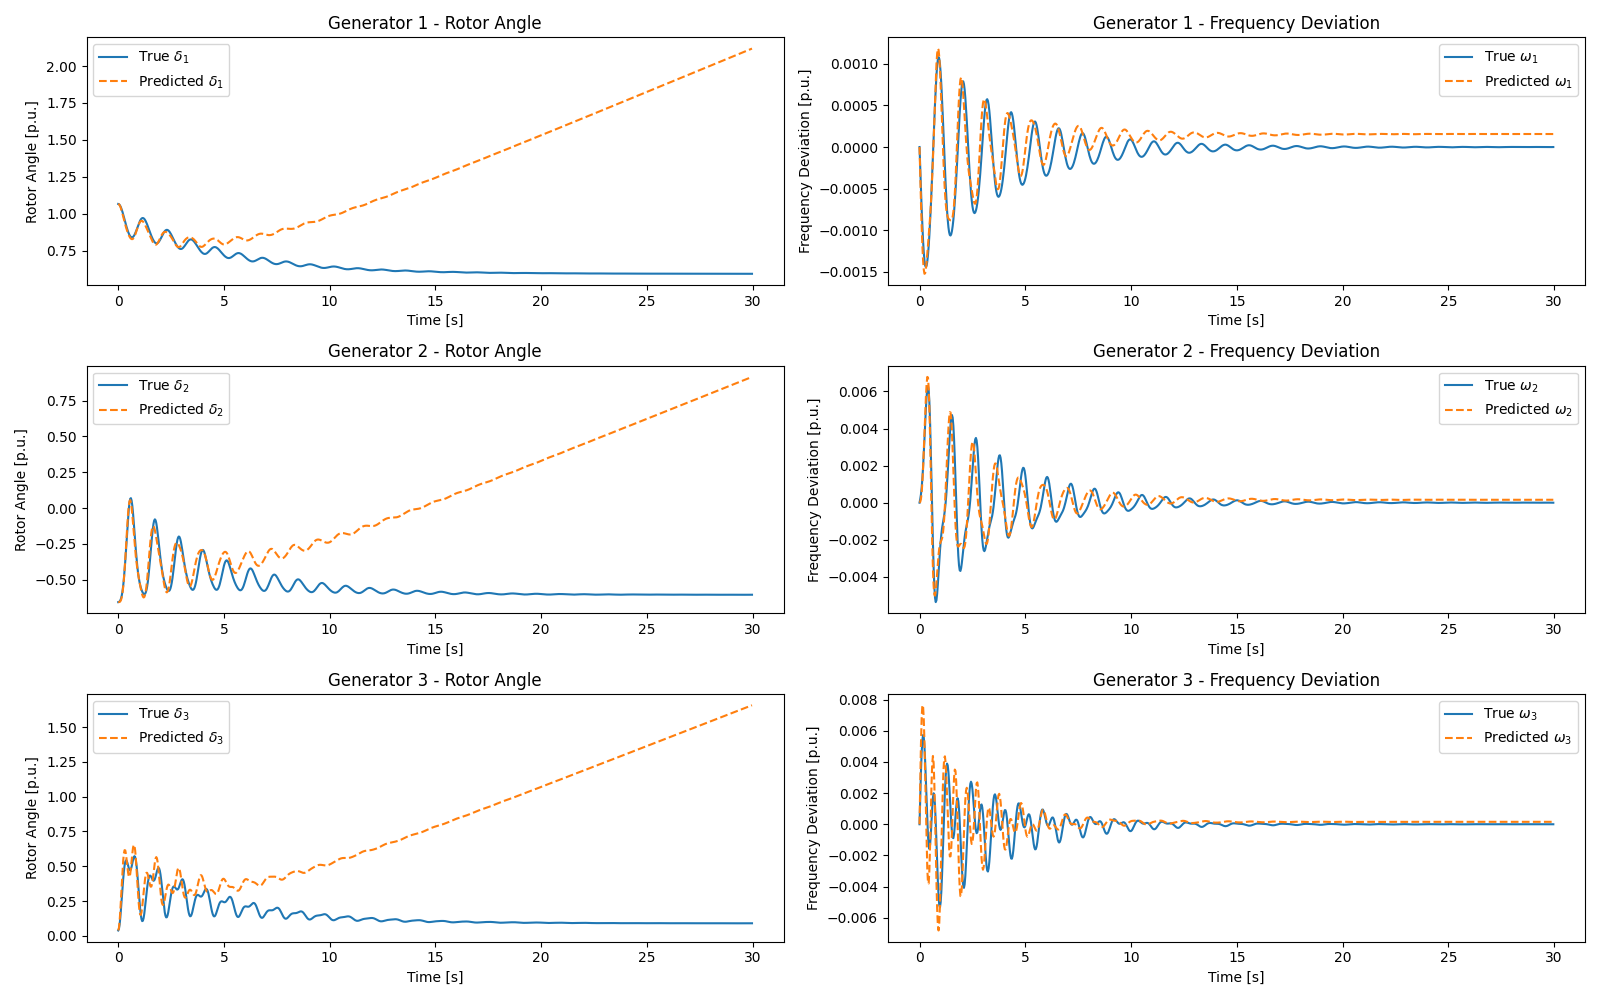 Generator 1 - Rotor Angle
True δ1
Predicted δ1
Rotor Angle [p.u.]
2.00
1.75
1.50
1.25
1.00
0.75
0 5 10 15 20 25 30
Time [s]
Generator 1 - Frequency Deviation
True ω1
Predicted ω1
Frequency Deviation [p.u.]
0.0010
0.0005
0.0000
−0.0005
−0.0010
−0.0015
0 5 10 15 20 25 30
Time [s]
Generator 2 - Rotor Angle
True δ2
Predicted δ2
Rotor Angle [p.u.]
0.75
0.50
0.25
0.00
−0.25
−0.50
0 5 10 15 20 25 30
Time [s]
Generator 2 - Frequency Deviation
True ω2
Predicted ω2
Frequency Deviation [p.u.]
0.006
0.004
0.002
0.000
−0.002
−0.004
0 5 10 15 20 25 30
Time [s]
Generator 3 - Rotor Angle
True δ3
Predicted δ3
Rotor Angle [p.u.]
1.50
1.25
1.00
0.75
0.50
0.25
0.00
0 5 10 15 20 25 30
Time [s]
Generator 3 - Frequency Deviation
True ω3
Predicted ω3
Frequency Deviation [p.u.]
0.008
0.006
0.004
0.002
0.000
−0.002
−0.004
−0.006
0 5 10 15 20 25 30
Time [s]